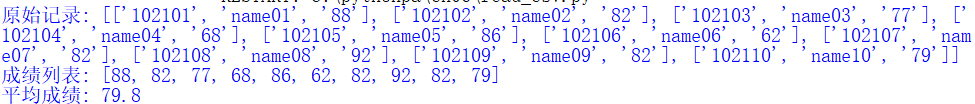 原始记录: [['102101', 'name01', '88'], ['102102', 'name02', '82'], ['102103', 'name03', '77'], ['
102104', 'name04', '68'], ['102105', 'name05', '86'], ['102106', 'name06', '62'], ['102107', 'nam
e07', '82'], ['102108', 'name08', '92'], ['102109', 'name09', '82'], ['102110', 'name10', '79']]
成绩列表: [88, 82, 77, 68, 86, 62, 82, 92, 82, 79]
平均成绩: 79.8